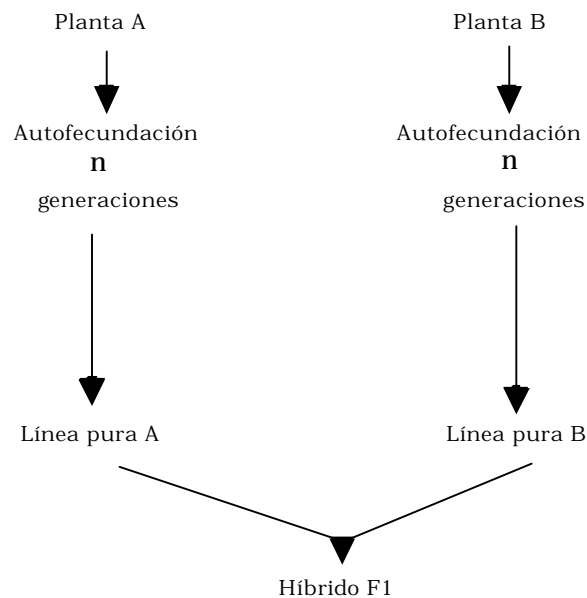 Planta A
Planta B
Autofecundación
n
generaciones
Autofecundación
n
generaciones
Línea pura A
Línea pura B
Híbrido F1